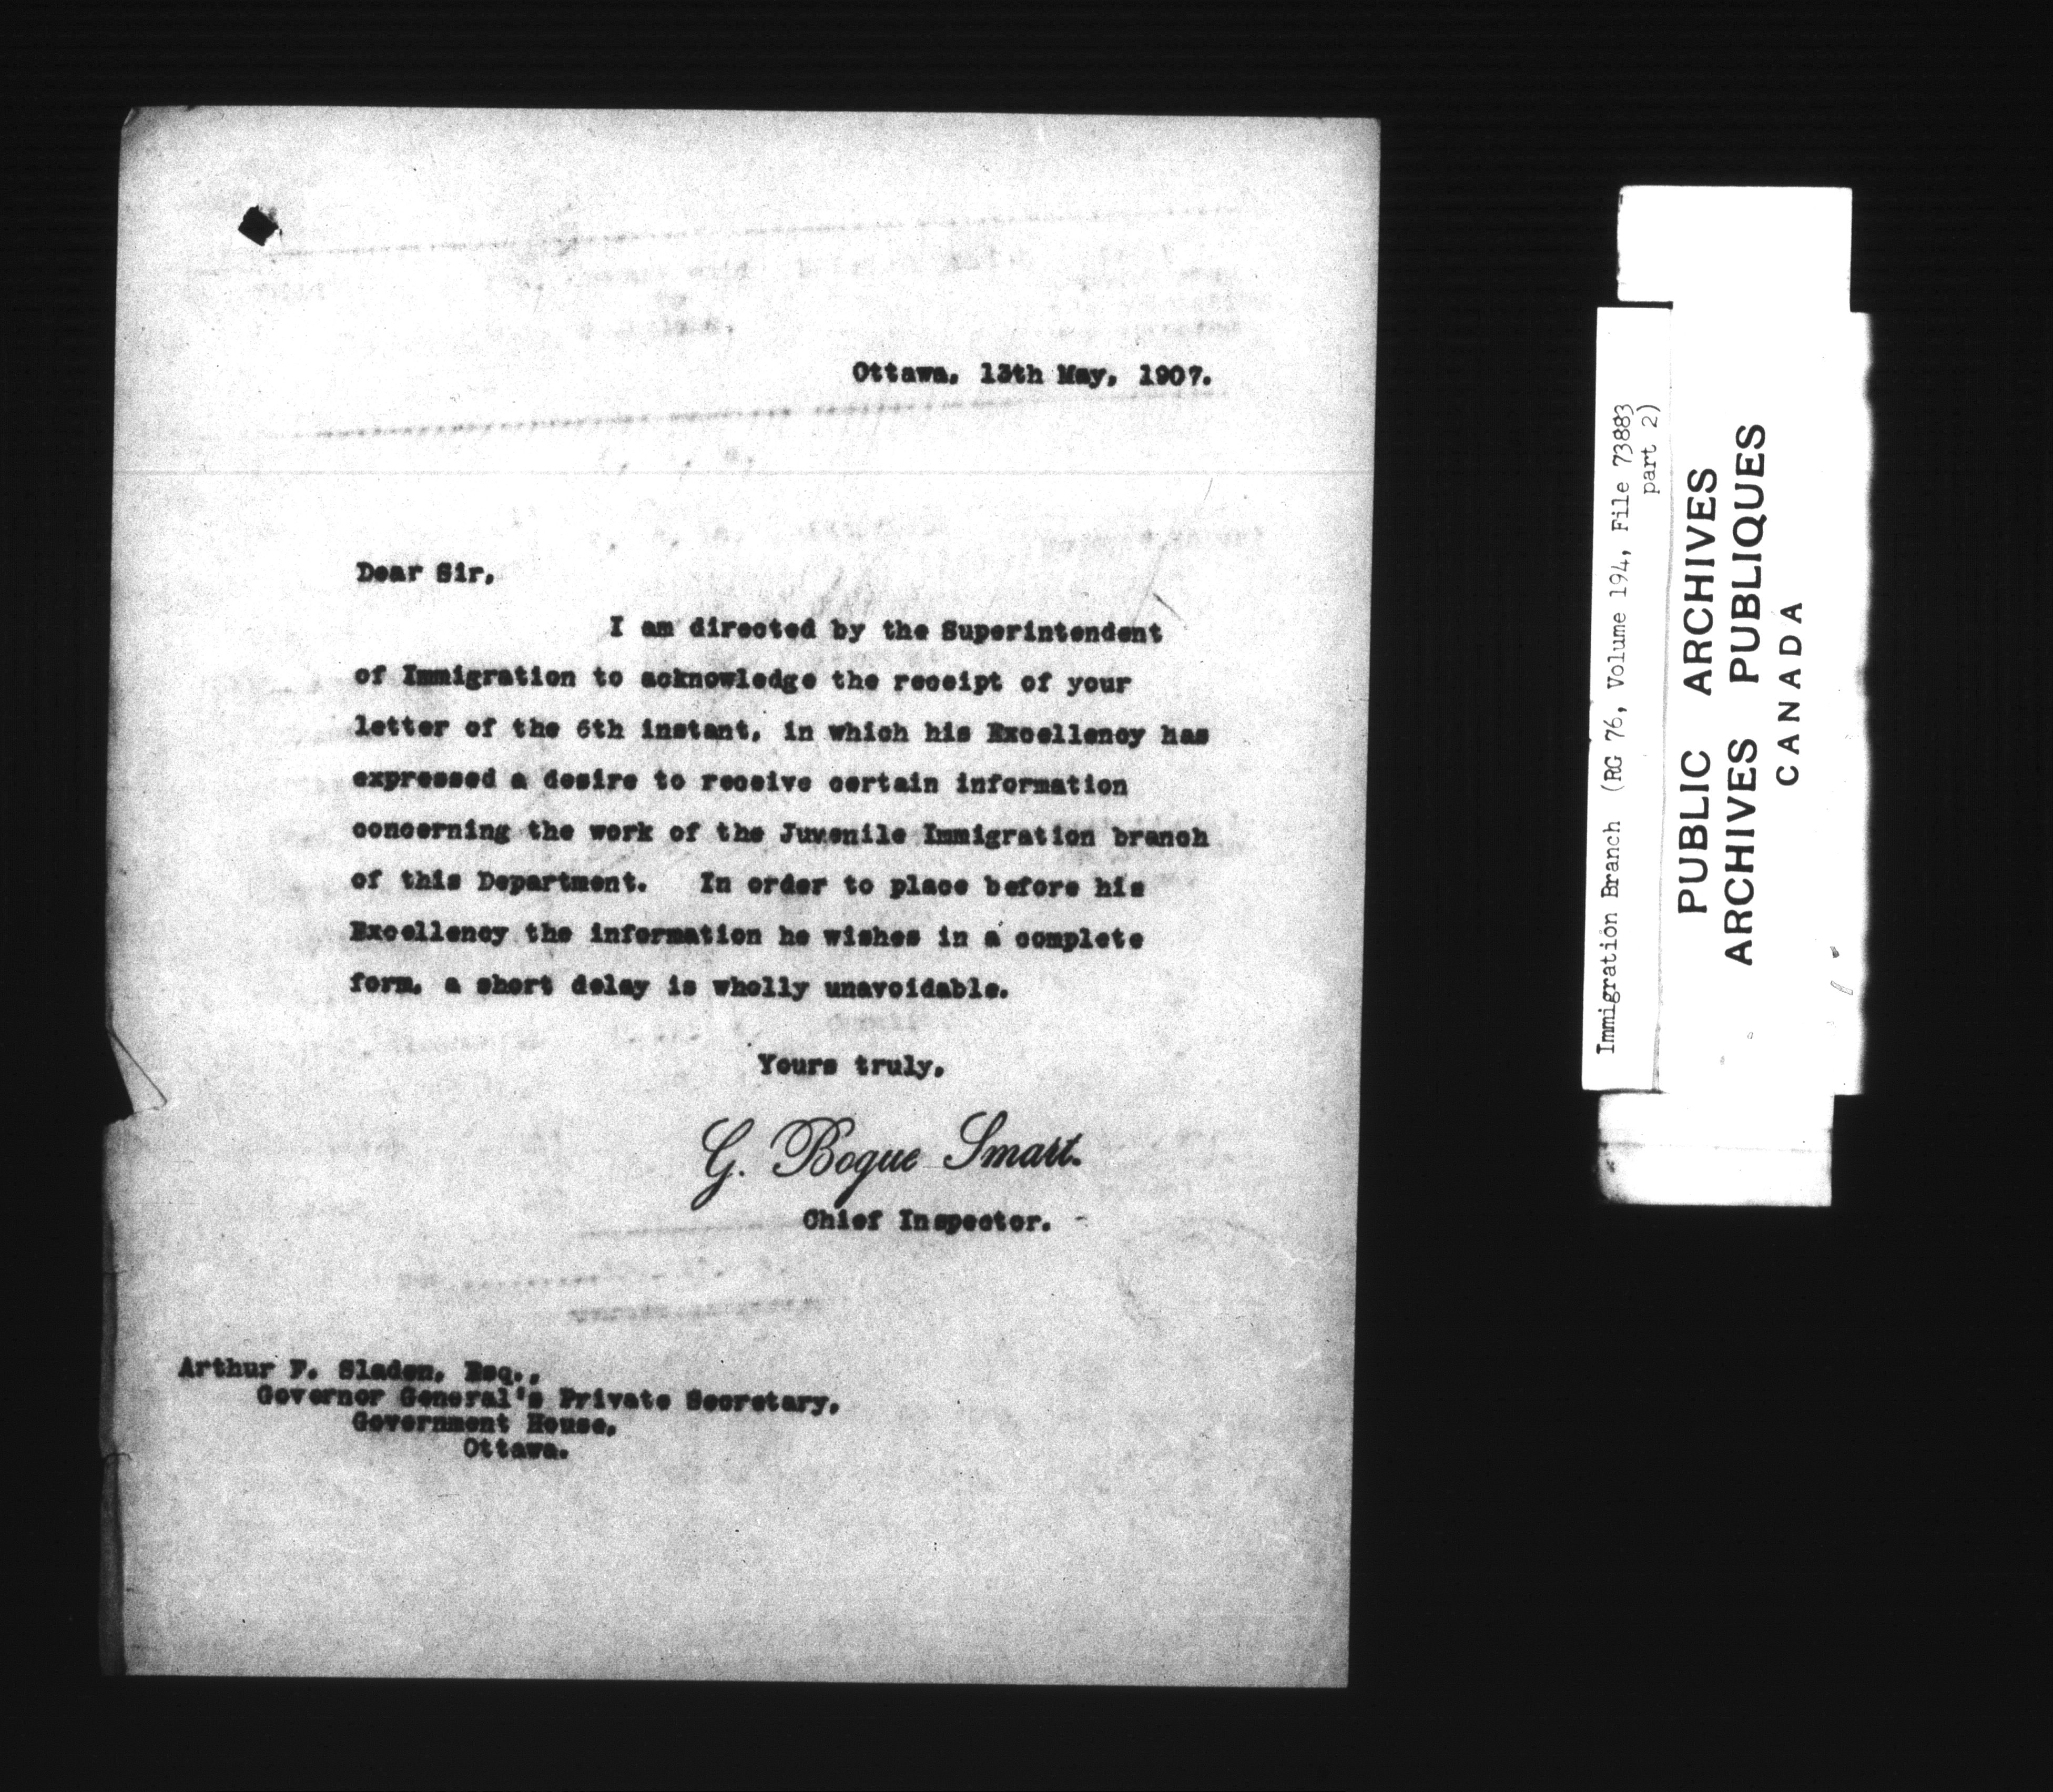 Ottawa, 13th May, 1907.
Dear Sir,
I am directed by the Superintendent
of Immigration to acknowledge the receipt of your
letter of the 6th instant, in which his Excellency has
expressed a desire to receive certain information
concerning the work of the Juvenile Immigration branch
of this Department. In order to place before his
Excellency the information he wishes in a complete
form, a short delay is wholly unavoidable.
Yours truly,
G. Bogue Smart.
Chief Inspector.
Arthur F. Sladen, Esq.,
Governor General's Private Secretary,
Government House,
Ottawa.
Immigration Branch (RG 76, Volume 194, File 73883
part 2)
PUBLIC ARCHIVES
ARCHIVES PUBLIQUES
CANADA